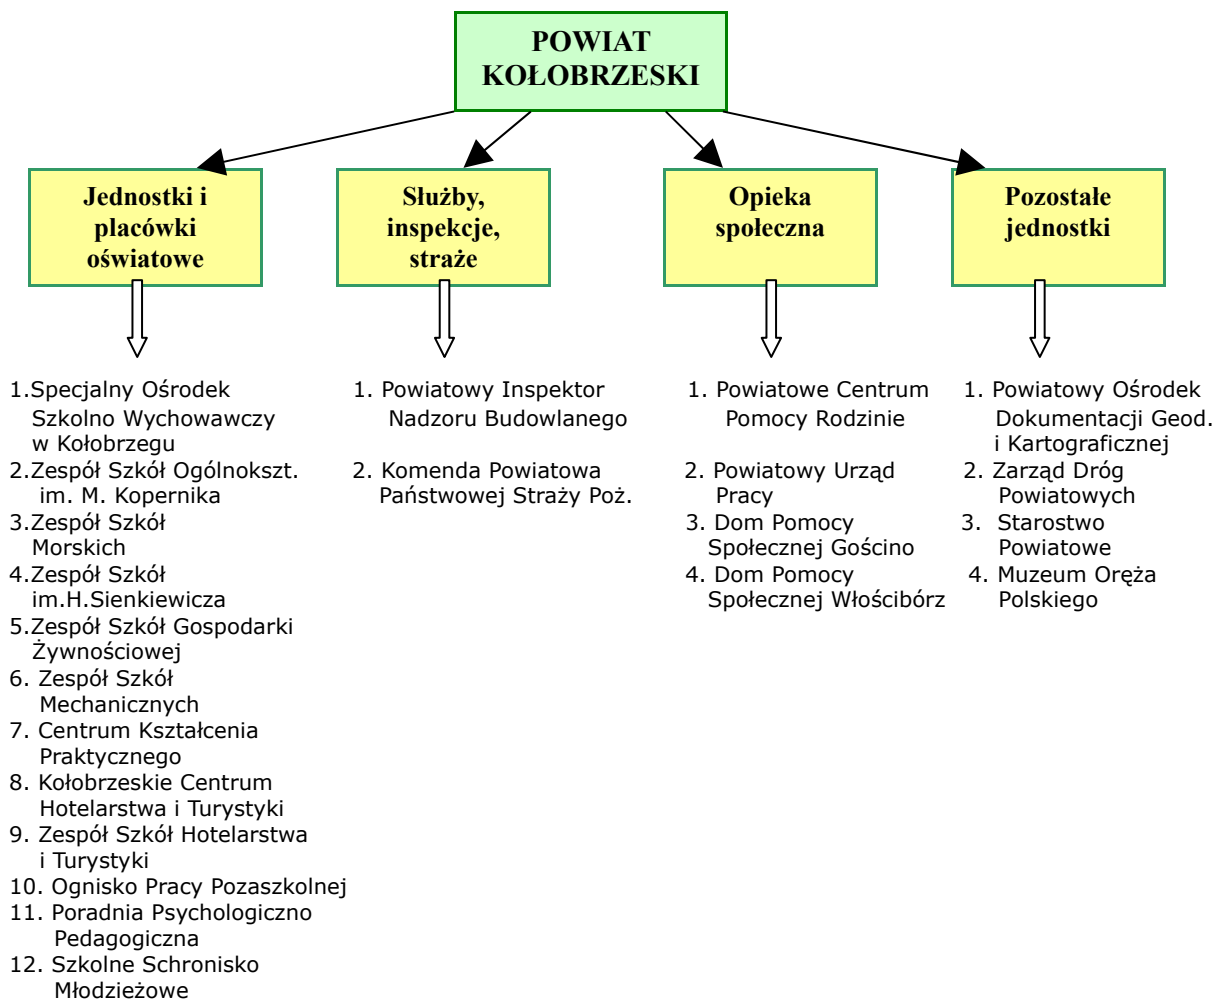 POWIAT
KOŁOBRZESKI
Jednostki i
placówki
oświatowe
Służby,
inspekcje,
straże
Opieka
społeczna
Pozostałe
jednostki
1.Specjalny Ośrodek
Szkolno Wychowawczy
w Kołobrzegu
2.Zespół Szkół Ogólnokszt.
im. M. Kopernika
3.Zespół Szkół
Morskich
4.Zespół Szkół
im.H.Sienkiewicza
5.Zespół Szkół Gospodarki
Żywnościowej
6. Zespół Szkół
Mechanicznych
7. Centrum Kształcenia
Praktycznego
8. Kołobrzeskie Centrum
Hotelarstwa i Turystyki
9. Zespół Szkół Hotelarstwa
i Turystyki
10. Ognisko Pracy Pozaszkolnej
11. Poradnia Psychologiczno
Pedagogiczna
12. Szkolne Schronisko
Młodzieżowe
1. Powiatowy Inspektor
Nadzoru Budowlanego
2. Komenda Powiatowa
Państwowej Straży Poż.
1. Powiatowe Centrum
Pomocy Rodzinie
2. Powiatowy Urząd
Pracy
3. Dom Pomocy
Społecznej Gościno
4. Dom Pomocy
Społecznej Włościbórz
1. Powiatowy Ośrodek
Dokumentacji Geod.
i Kartograficznej
2. Zarząd Dróg
Powiatowych
3. Starostwo
Powiatowe
4. Muzeum Oręża
Polskiego